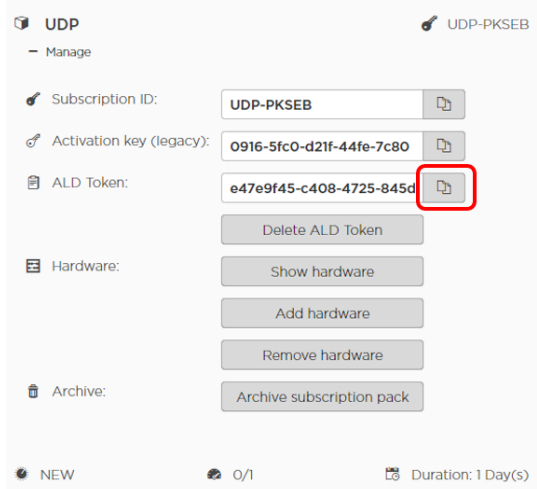 UDP
UDP-PKSEB
Manage
Subscription ID:
UDP-PKSEB
Activation key (legacy):
0916-5fc0-d21f-44fe-7c80
ALD Token:
e47e9f45-c408-4725-845d
Delete ALD Token
Hardware:
Show hardware
Add hardware
Remove hardware
Archive:
Archive subscription pack
NEW
0/1
Duration: 1 Day(s)